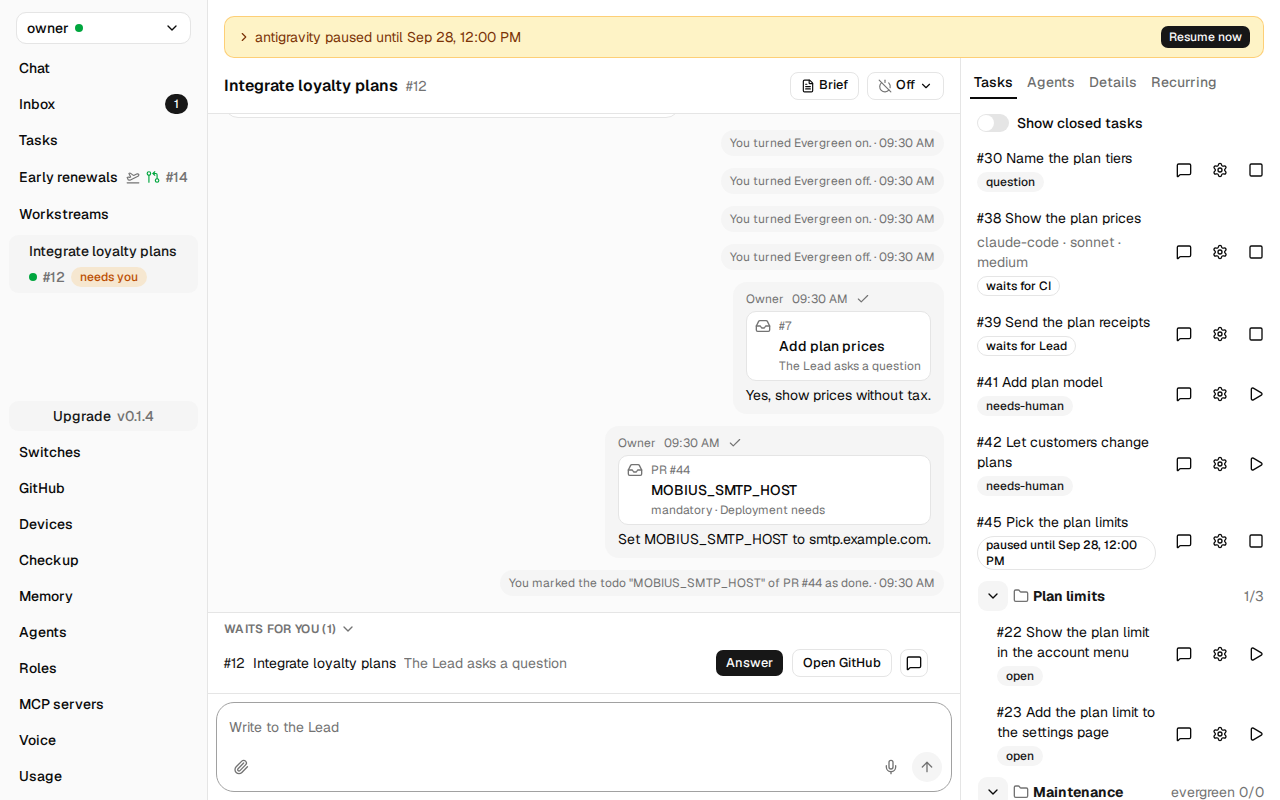 owner
Chat
Inbox 1
Tasks
Early renewals #14
Workstreams
Integrate loyalty plans
#12 needs you
Upgrade v0.1.4
Switches
GitHub
Devices
Checkup
Memory
Agents
Roles
MCP servers
Voice
Usage
antigravity paused until Sep 28, 12:00 PM
Resume now
Integrate loyalty plans #12
Brief
Off
You turned Evergreen on. · 09:30 AM
You turned Evergreen off. · 09:30 AM
You turned Evergreen on. · 09:30 AM
You turned Evergreen off. · 09:30 AM
Owner 09:30 AM
#7
Add plan prices
The Lead asks a question
Yes, show prices without tax.
Owner 09:30 AM
PR #44
MOBIUS_SMTP_HOST
mandatory · Deployment needs
Set MOBIUS_SMTP_HOST to smtp.example.com.
You marked the todo "MOBIUS_SMTP_HOST" of PR #44 as done. · 09:30 AM
WAITS FOR YOU (1)
#12 Integrate loyalty plans The Lead asks a question
Answer
Open GitHub
Write to the Lead
Tasks Agents Details Recurring
Show closed tasks
#30 Name the plan tiers
question
#38 Show the plan prices
claude-code · sonnet ·
medium
waits for CI
#39 Send the plan receipts
waits for Lead
#41 Add plan model
needs-human
#42 Let customers change
plans
needs-human
#45 Pick the plan limits
paused until Sep 28, 12:00
PM
Plan limits 1/3
#22 Show the plan limit
in the account menu
open
#23 Add the plan limit to
the settings page
open
Maintenance evergreen 0/0